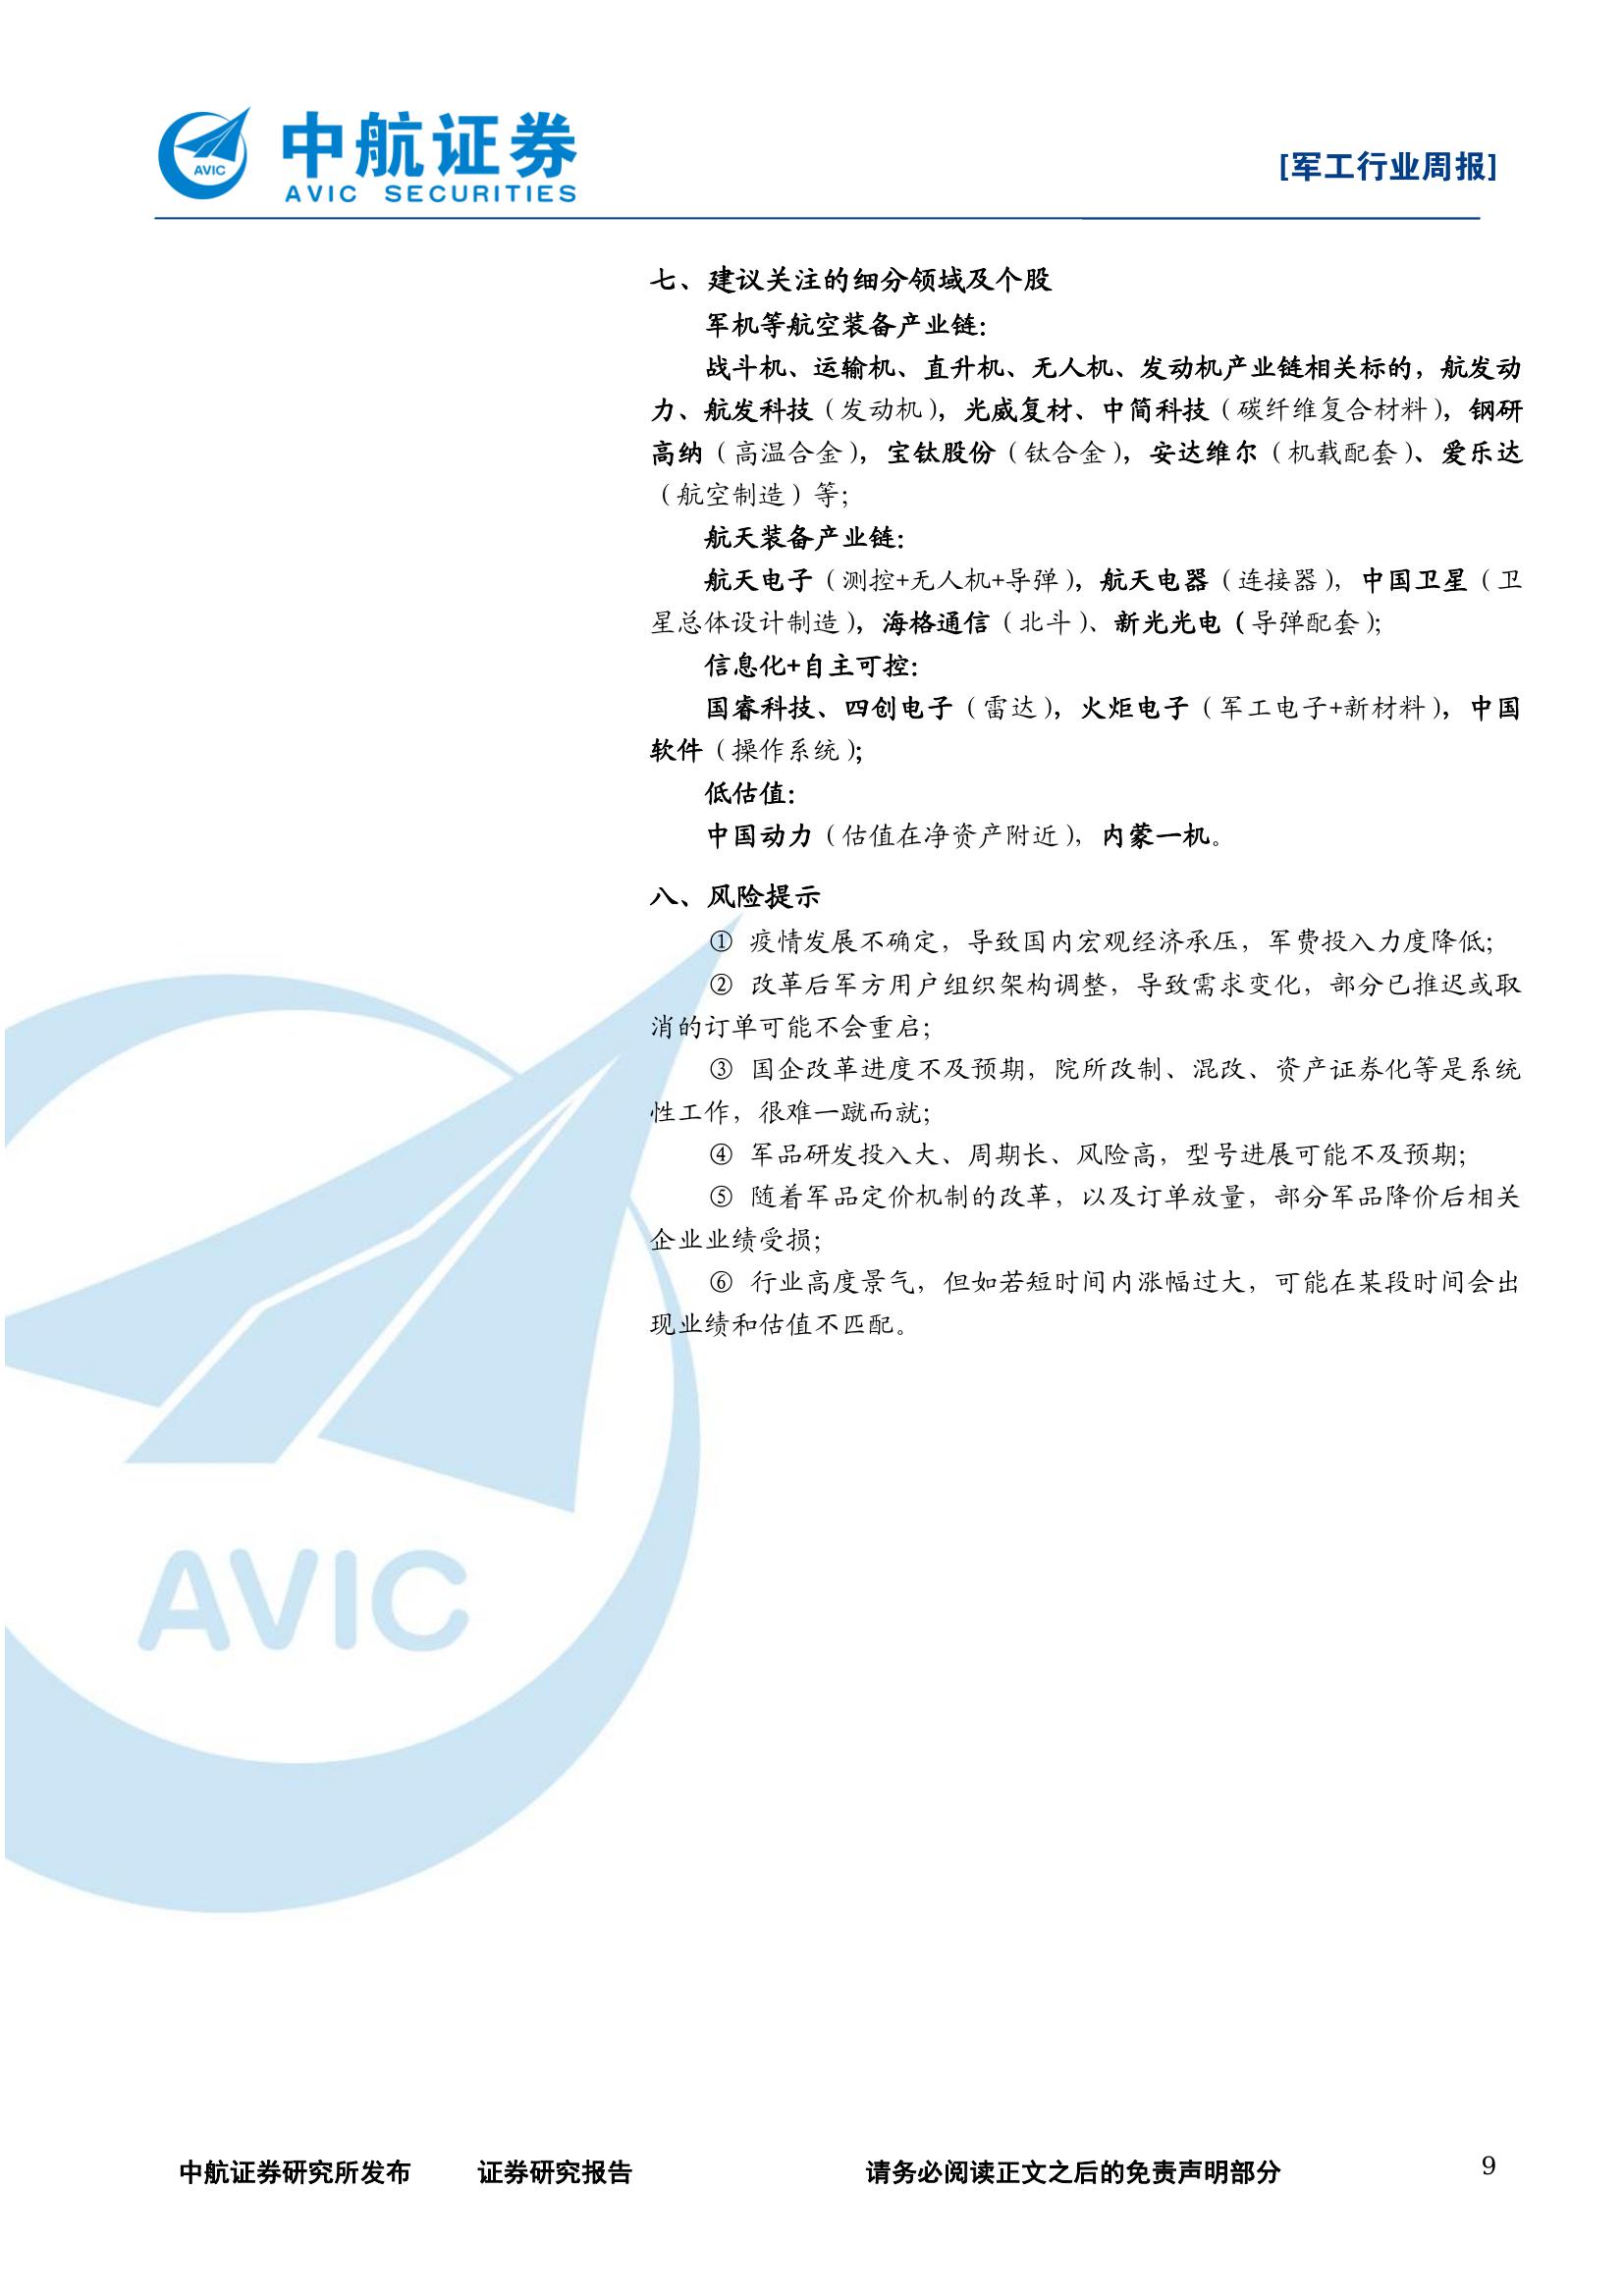 AVIC
中航证券
AVIC SECURITIES
[军工行业周报]
七、建议关注的细分领域及个股
军机等航空装备产业链：
战斗机、运输机、直升机、无人机、发动机产业链相关标的，航发动
力、航发科技（发动机），光威复材、中简科技（碳纤维复合材料），钢研
高纳（高温合金），宝钛股份（钛合金），安达维尔（机载配套）、爱乐达
（航空制造）等；
航天装备产业链：
航天电子（测控+无人机+导弹），航天电器（连接器），中国卫星（卫
星总体设计制造），海格通信（北斗）、新光光电（导弹配套）；
信息化+自主可控：
国睿科技、四创电子（雷达），火炬电子（军工电子+新材料），中国
软件（操作系统）；
低估值：
中国动力（估值在净资产附近），内蒙一机。
八、风险提示
① 疫情发展不确定，导致国内宏观经济承压，军费投入力度降低；
② 改革后军方用户组织架构调整，导致需求变化，部分已推迟或取
消的订单可能不会重启；
③ 国企改革进度不及预期，院所改制、混改、资产证券化等是系统
性工作，很难一蹴而就；
④ 军品研发投入大、周期长、风险高，型号进展可能不及预期；
⑤ 随着军品定价机制的改革，以及订单放量，部分军品降价后相关
企业业绩受损；
⑥ 行业高度景气，但如若短时间内涨幅过大，可能在某段时间会出
现业绩和估值不匹配。
AVIC
中航证券研究所发布 证券研究报告 请务必阅读正文之后的免责声明部分 9